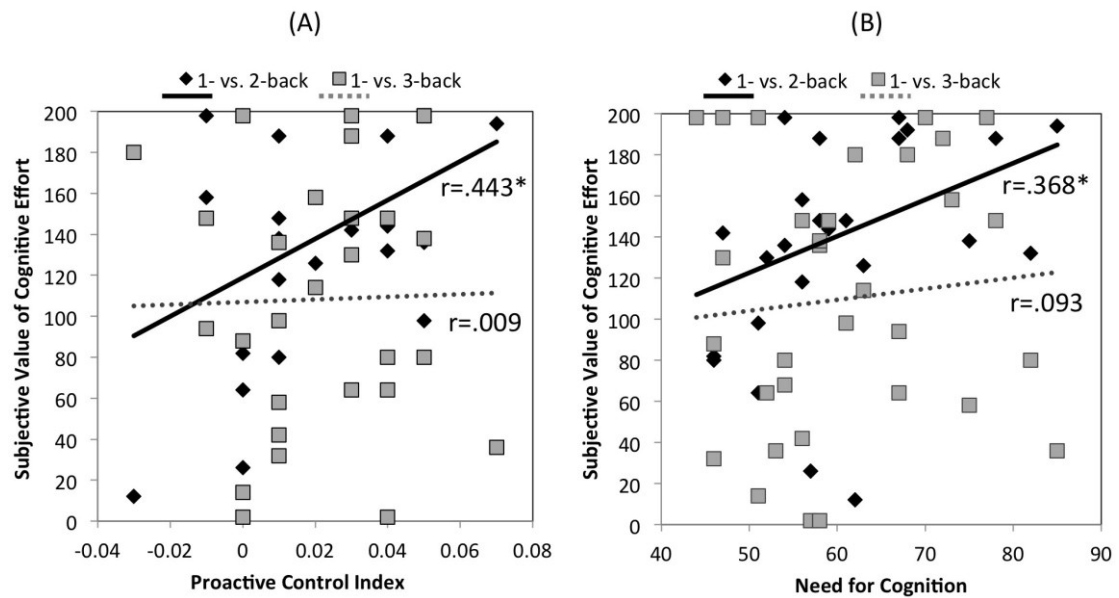 (A)
1- vs. 2-back 1- vs. 3-back
200
180
160
140
120
100
80
60
40
20
0
Subjective Value of Cognitive Effort
r=.443*
r=.009
-0.04 -0.02 0 0.02 0.04 0.06 0.08
Proactive Control Index
(B)
1- vs. 2-back 1- vs. 3-back
200
180
160
140
120
100
80
60
40
20
0
Subjective Value of Cognitive Effort
r=.368*
r=.093
40 50 60 70 80 90
Need for Cognition